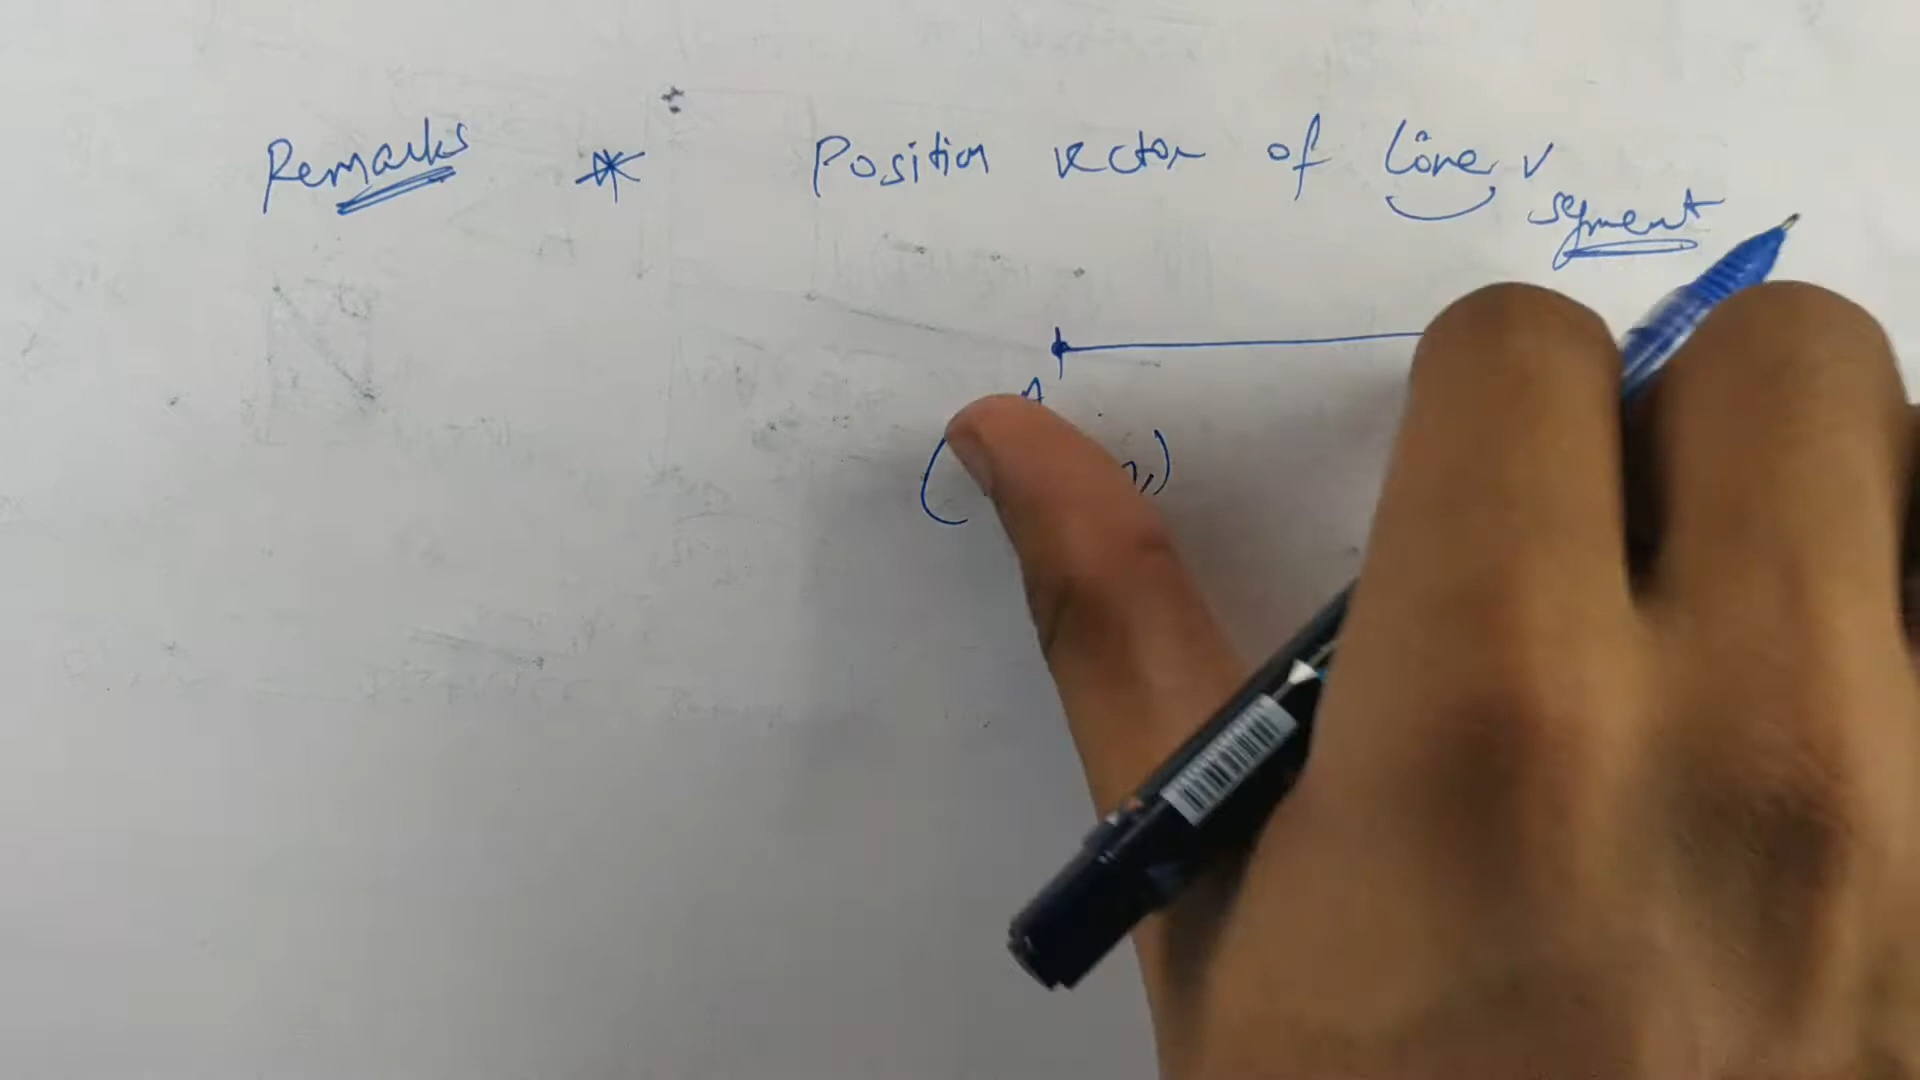 Remarks * Position vector of Line
segment
A